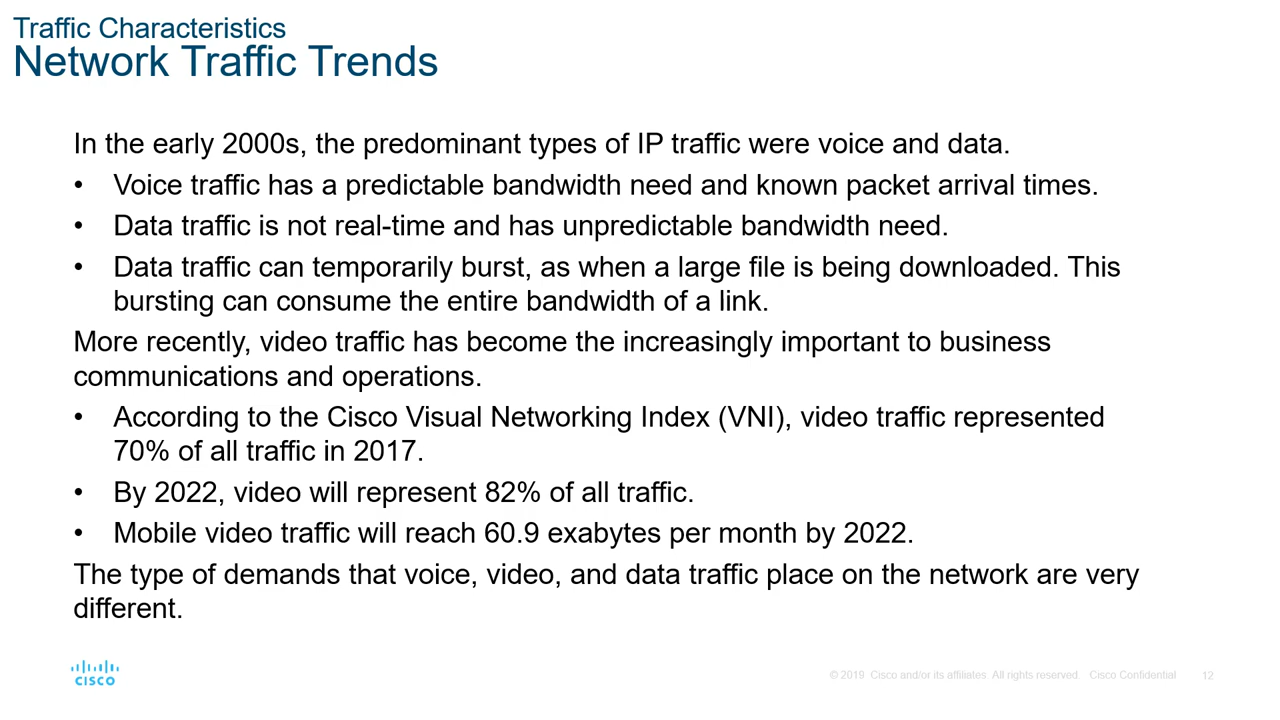 Traffic Characteristics
Network Traffic Trends
In the early 2000s, the predominant types of IP traffic were voice and data.
• Voice traffic has a predictable bandwidth need and known packet arrival times.
• Data traffic is not real-time and has unpredictable bandwidth need.
• Data traffic can temporarily burst, as when a large file is being downloaded. This
bursting can consume the entire bandwidth of a link.
More recently, video traffic has become the increasingly important to business
communications and operations.
• According to the Cisco Visual Networking Index (VNI), video traffic represented
70% of all traffic in 2017.
• By 2022, video will represent 82% of all traffic.
• Mobile video traffic will reach 60.9 exabytes per month by 2022.
The type of demands that voice, video, and data traffic place on the network are very
different.
CISCO
© 2019 Cisco and/or its affiliates. All rights reserved. Cisco Confidential 12